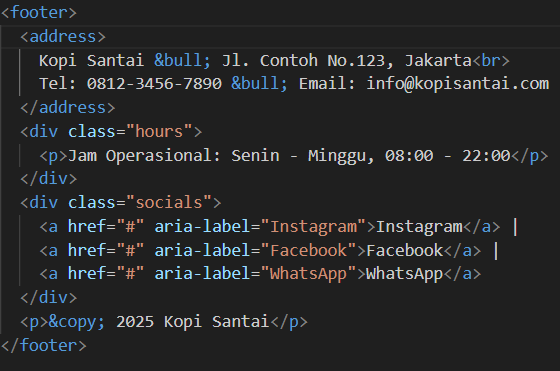 <footer>
<address>
Kopi Santai &bull; Jl. Contoh No.123, Jakarta<br>
Tel: 0812-3456-7890 &bull; Email: info@kopisantai.com
</address>
<div class="hours">
<p>Jam Operasional: Senin - Minggu, 08:00 - 22:00</p>
</div>
<div class="socials">
<a href="#" aria-label="Instagram">Instagram</a> |
<a href="#" aria-label="Facebook">Facebook</a> |
<a href="#" aria-label="WhatsApp">WhatsApp</a>
</div>
<p>&copy; 2025 Kopi Santai</p>
</footer>